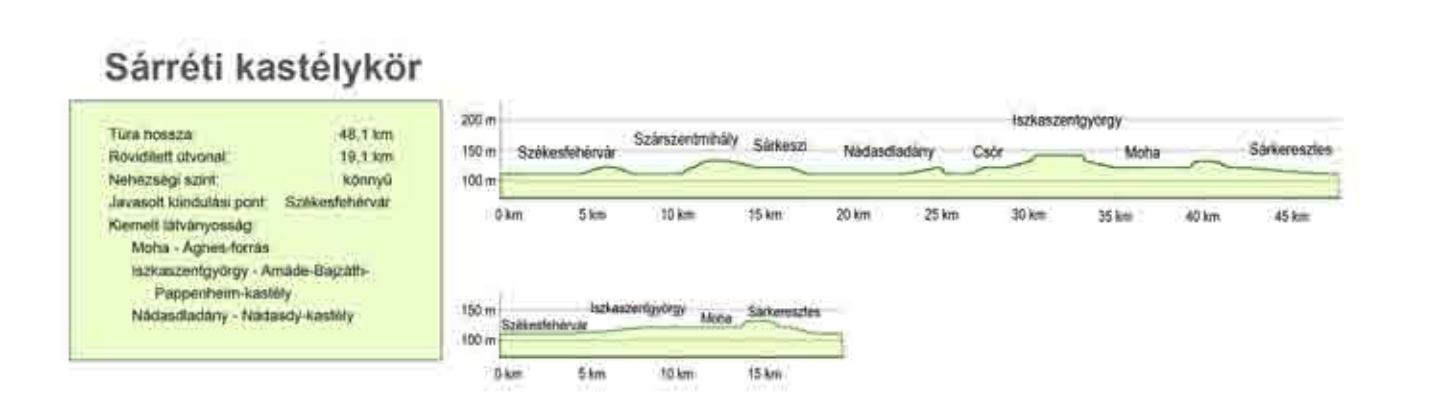 Sárréti kastélykör
Túra hossza: 48,1 km
Rövidített útvonal: 19,1 km
Nehézségi szint: könnyű
Javasolt kiindulási pont: Székesfehérvár
Kiemelt látványosság:
Moha - Ágnes-forrás
Iszkaszentgyörgy - Amáde-Bajzáth-
Pappenheim-kastély
Nádasdladány - Nádasdy-kastély
200 m
150 m
100 m
Székesfehérvár
Szárszentmihály
Sárkeszi
Nádasdladány
Csór
Iszkaszentgyörgy
Moha
Sárkeresztes
0 km 5 km 10 km 15 km 20 km 25 km 30 km 35 km 40 km 45 km
150 m
100 m
Székesfehérvár
Iszkaszentgyörgy
Moha
Sárkeresztes
0 km 5 km 10 km 15 km